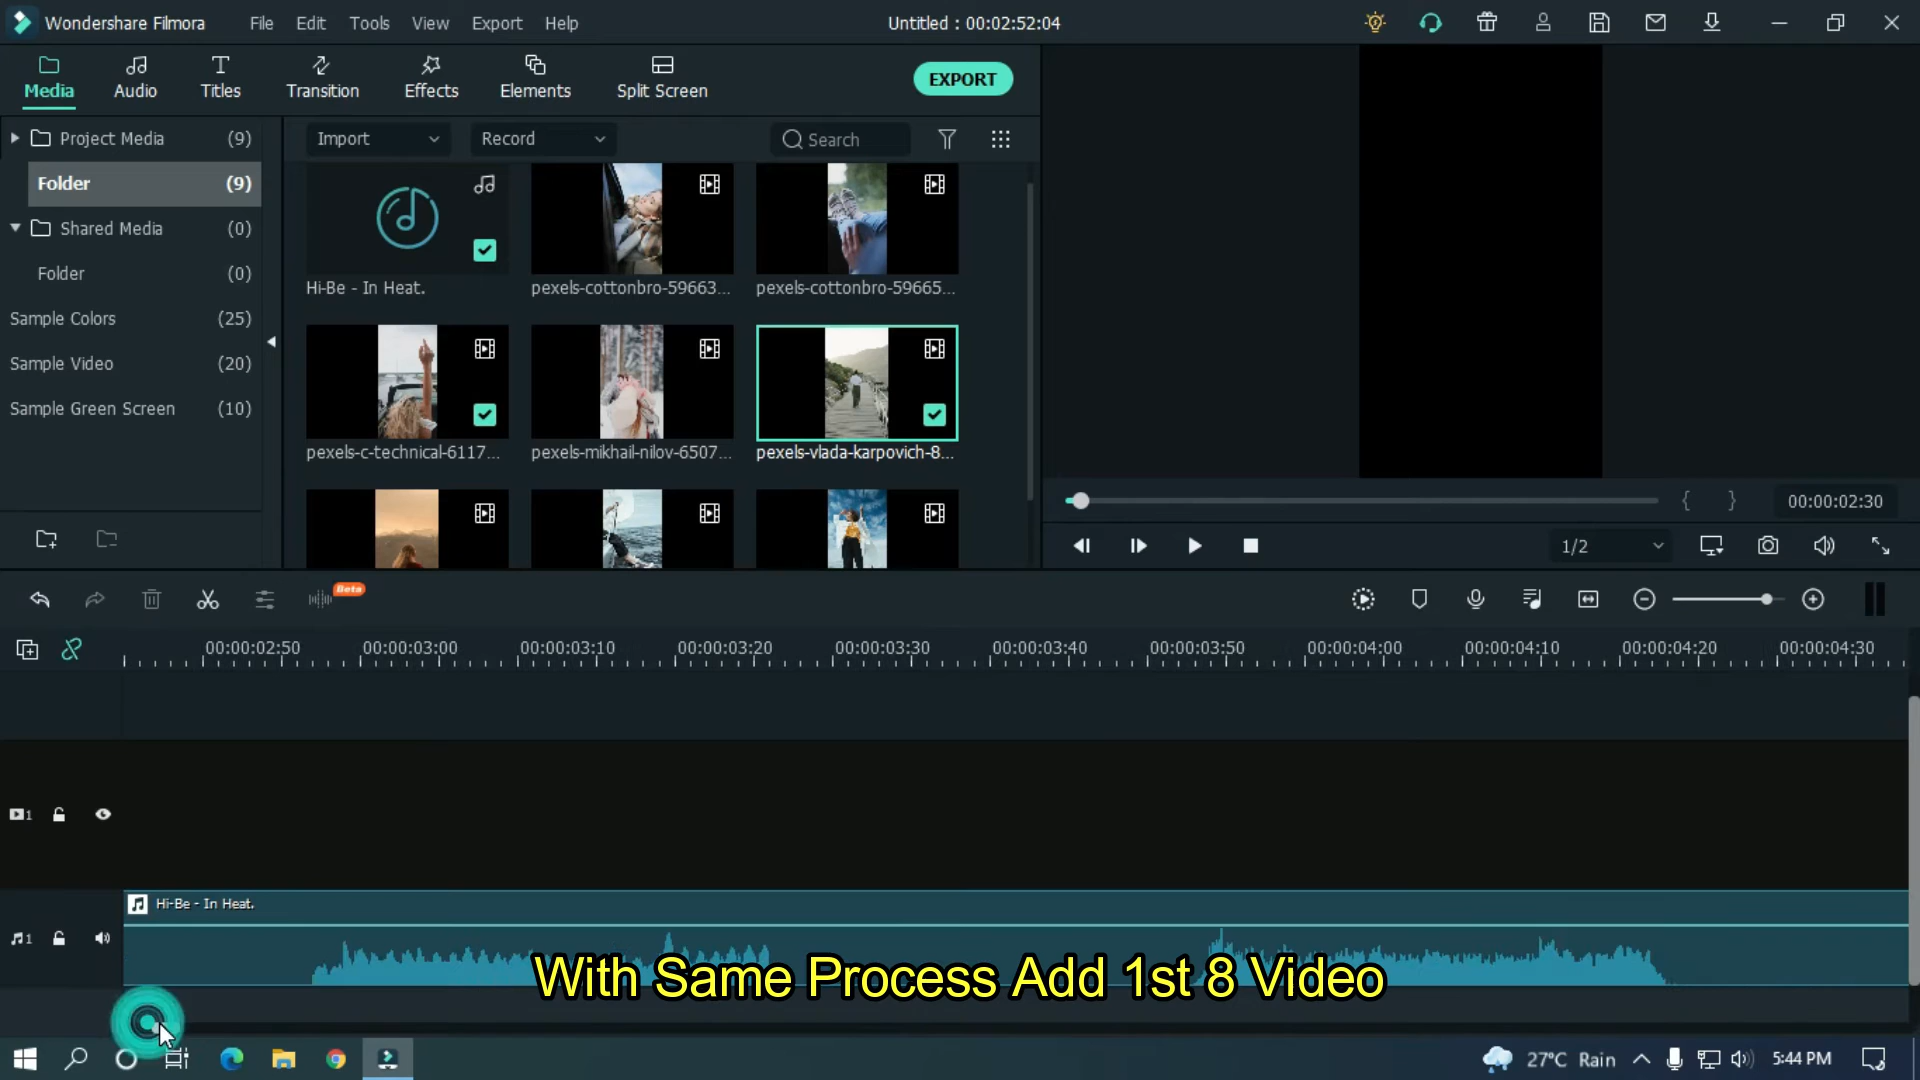 Wondershare Filmora File Edit Tools View Export Help Untitled : 00:02:52:04
Media Audio Titles Transition Effects Elements Split Screen EXPORT
Project Media (9)
Folder (9)
Shared Media (0)
Folder (0)
Sample Colors (25)
Sample Video (20)
Sample Green Screen (10)
Import Record Search
Hi-Be - In Heat. pexels-cottonbro-59663... pexels-cottonbro-59665...
pexels-c-technical-6117... pexels-mikhail-nilov-6507... pexels-vlada-karpovich-8...
{ } 00:00:02:30
1/2
Beta
00:00:02:50 00:00:03:00 00:00:03:10 00:00:03:20 00:00:03:30 00:00:03:40 00:00:03:50 00:00:04:00 00:00:04:10 00:00:04:20 00:00:04:30
1
Hi-Be - In Heat.
1
With Same Process Add 1st 8 Video
27°C Rain 5:44 PM